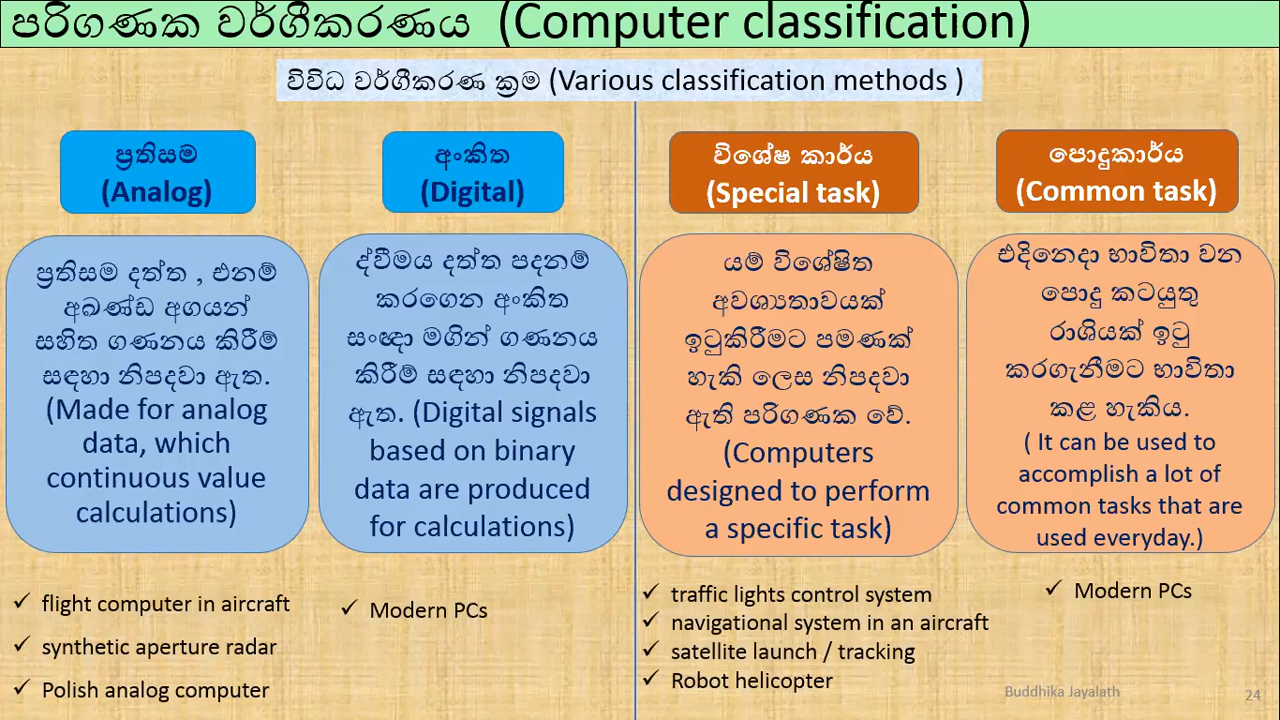 පරිගණක වර්ගීකරණය (Computer classification)
විවිධ වර්ගීකරණ ක්‍රම (Various classification methods )
ප්‍රතිසම
(Analog)
ප්‍රතිසම දත්ත , එනම්
අඛණ්ඩ අගයන්
සහිත ගණනය කිරීම්
සඳහා නිපදවා ඇත.
(Made for analog
data, which
continuous value
calculations)
flight computer in aircraft
synthetic aperture radar
Polish analog computer
අංකිත
(Digital)
ද්වීමය දත්ත පදනම්
කරගෙන අංකිත
සංඥා මගින් ගණනය
කිරීම් සඳහා නිපදවා
ඇත. (Digital signals
based on binary
data are produced
for calculations)
Modern PCs
විශේෂ කාර්ය
(Special task)
යම් විශේෂිත
අවශ්‍යතාවයක්
ඉටුකිරීමට පමණක්
හැකි ලෙස නිපදවා
ඇති පරිගණක වේ.
(Computers
designed to perform
a specific task)
traffic lights control system
navigational system in an aircraft
satellite launch / tracking
Robot helicopter
පොදුකාර්ය
(Common task)
එදිනෙදා භාවිතා වන
පොදු කටයුතු
රාශියක් ඉටු
කරගැනීමට භාවිතා
කළ හැකිය.
( It can be used to
accomplish a lot of
common tasks that are
used everyday.)
Modern PCs
Buddhika Jayalath
24